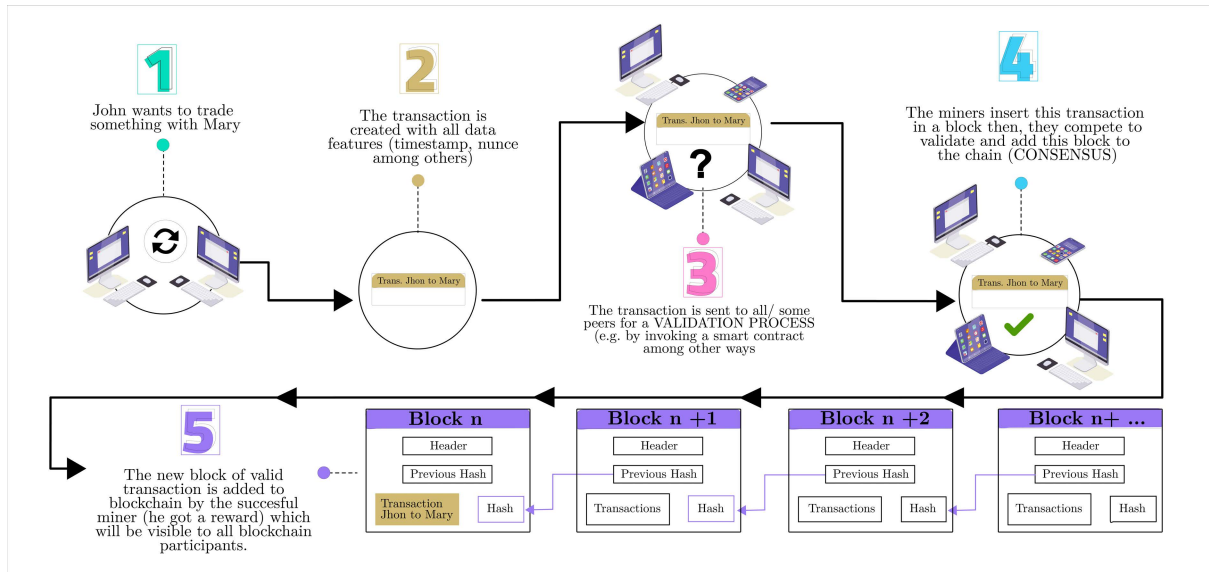 1
John wants to trade
something with Mary
2
The transaction is
created with all data
features (timestamp, nunce
among others)
Trans. Jhon to Mary
Trans. Jhon to Mary
?
3
The transaction is sent to all/ some
peers for a VALIDATION PROCESS
(e.g. by invoking a smart contract
among other ways
4
The miners insert this transaction
in a block then, they compete to
validate and add this block to
the chain (CONSENSUS)
Trans. Jhon to Mary
5
The new block of valid
transaction is added to
blockchain by the succesful
miner (he got a reward) which
will be visible to all blockchain
participants.
Block n
Header
Previous Hash
Transaction
Jhon to Mary
Hash
Block n +1
Header
Previous Hash
Transactions
Hash
Block n +2
Header
Previous Hash
Transactions
Hash
Block n+ ...
Header
Previous Hash
Transactions
Hash